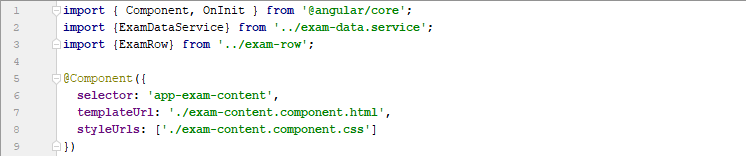 1 import { Component, OnInit } from '@angular/core';
2 import {ExamDataService} from '../exam-data.service';
3 import {ExamRow} from '../exam-row';
4
5 @Component({
6   selector: 'app-exam-content',
7   templateUrl: './exam-content.component.html',
8   styleUrls: ['./exam-content.component.css']
9 })